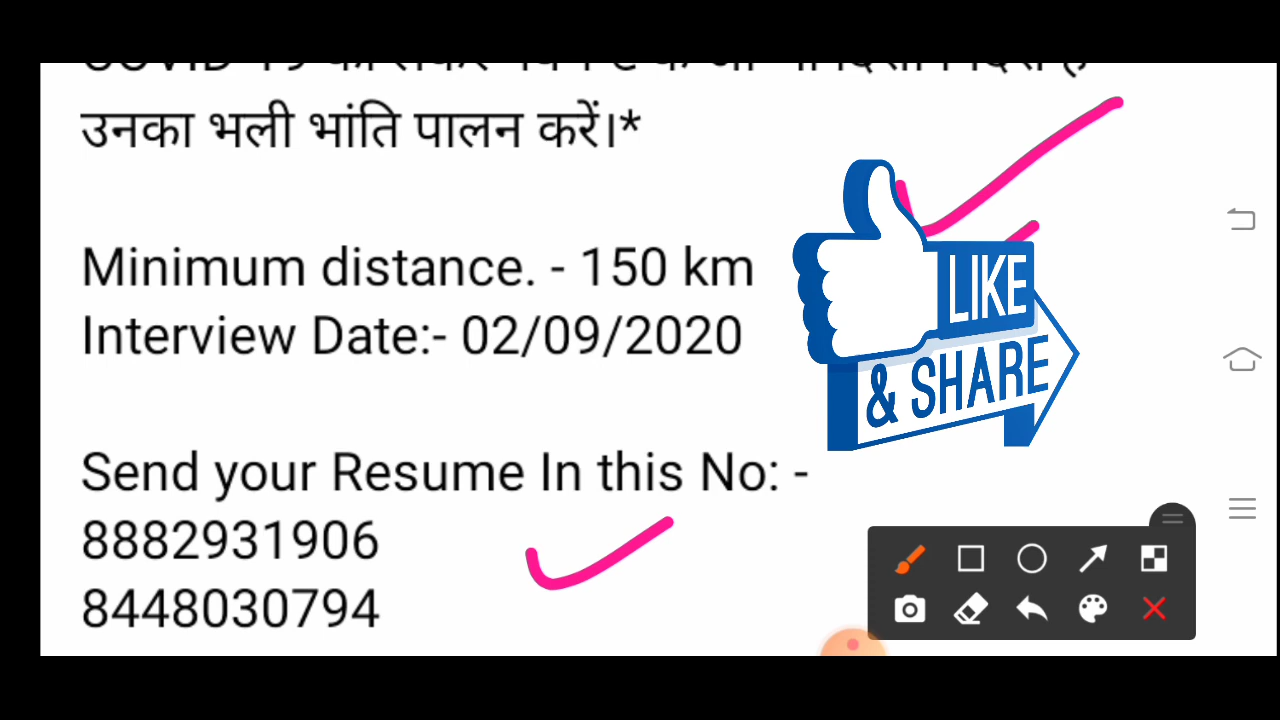 उनका भली भांति पालन करें।*
Minimum distance. - 150 km
Interview Date:- 02/09/2020
LIKE
& SHARE
Send your Resume In this No: -
8882931906
8448030794